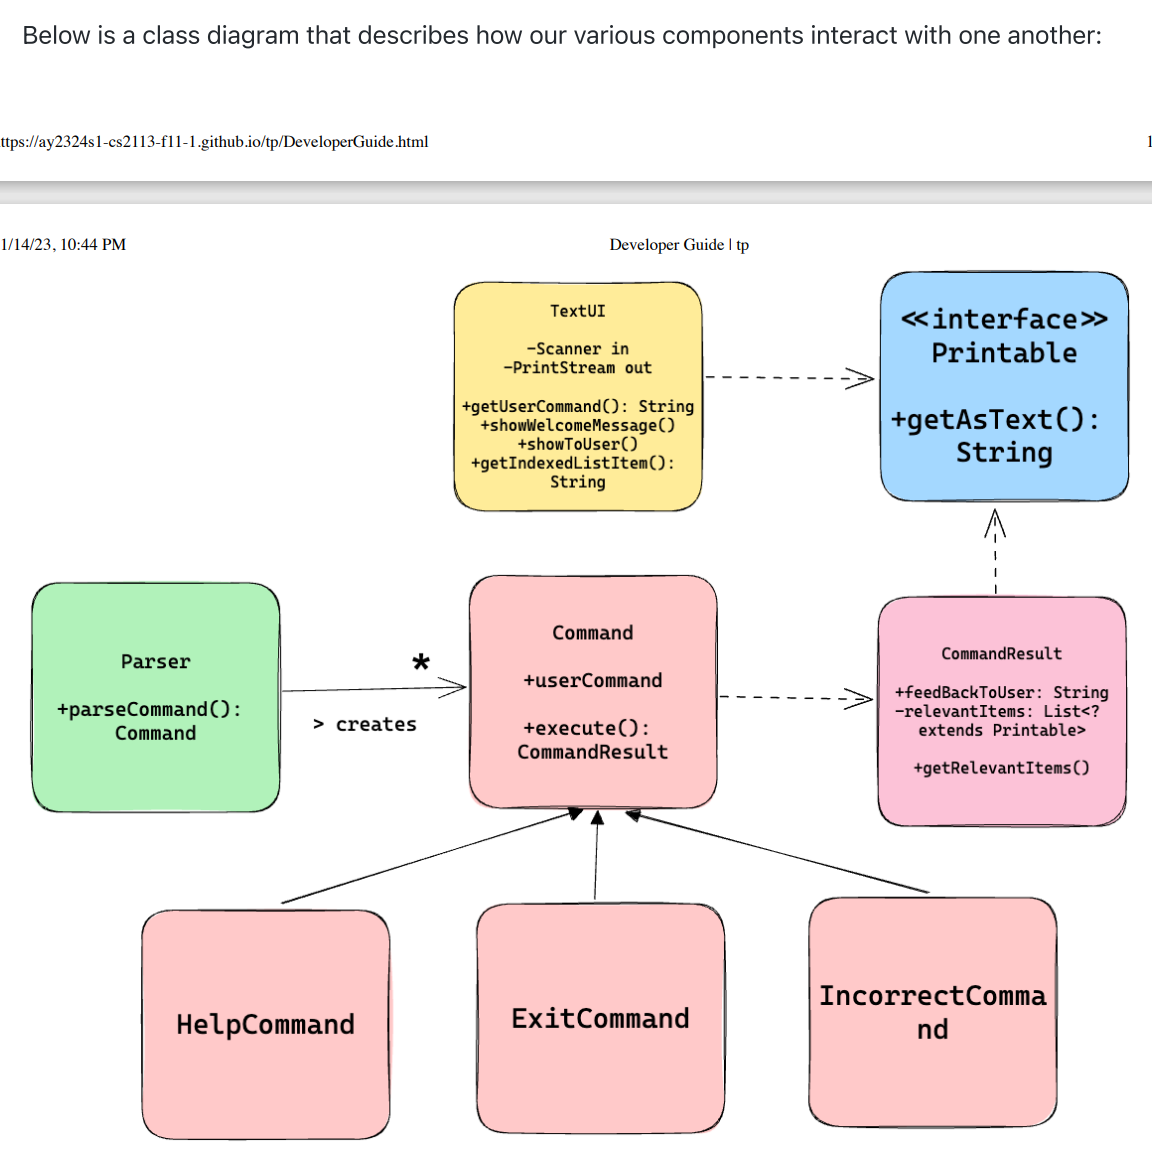 Below is a class diagram that describes how our various components interact with one another:
ttps://ay2324s1-cs2113-f11-1.github.io/tp/DeveloperGuide.html
1
1/14/23, 10:44 PM
Developer Guide | tp
TextUI
-Scanner in
-PrintStream out
+getUserCommand(): String
+showWelcomeMessage()
+showToUser()
+getIndexedListItem():
String
«interface»
Printable
+getAsText():
String
Parser
+parseCommand():
Command
*
> creates
Command
+userCommand
+execute():
CommandResult
CommandResult
+feedBackToUser: String
-relevantItems: List<?
extends Printable>
+getRelevantItems()
HelpCommand
ExitCommand
IncorrectComma
nd